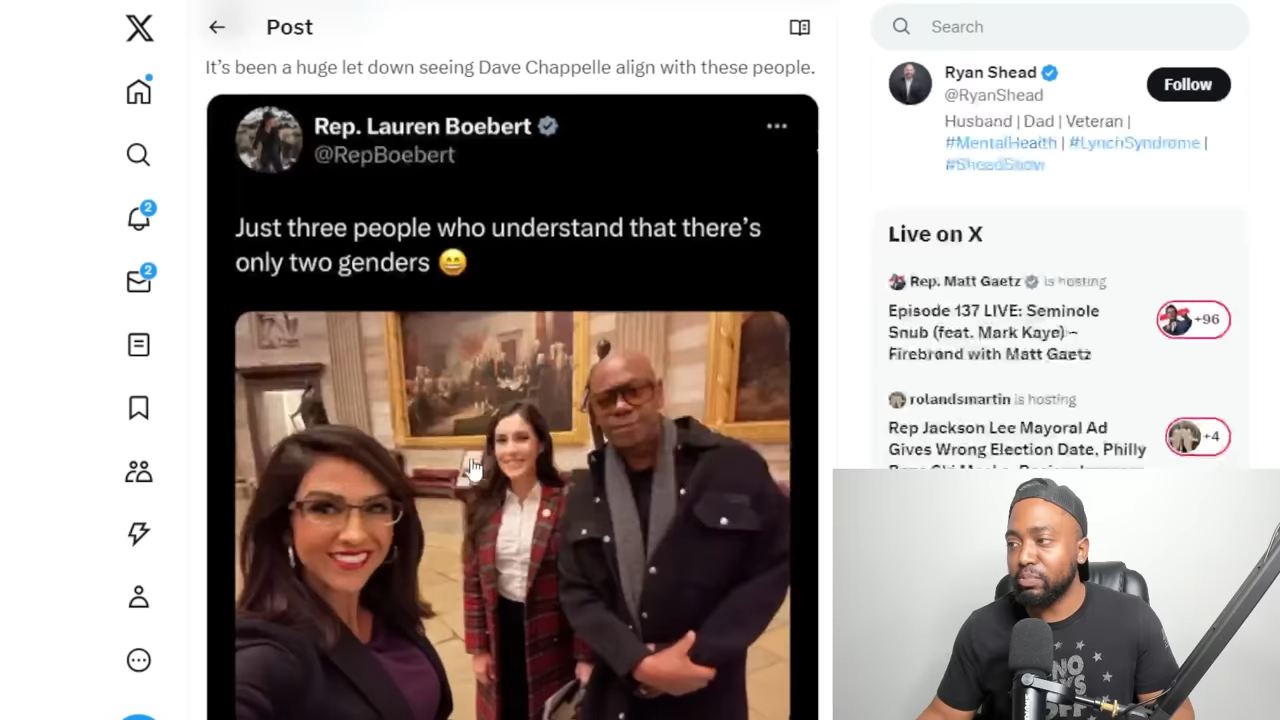 Post
It's been a huge let down seeing Dave Chappelle align with these people.
Rep. Lauren Boebert
@RepBoebert
Just three people who understand that there's
only two genders 😄
2
2
Search
Ryan Shead
@RyanShead
Follow
Husband | Dad | Veteran |
#MentalHealth | #LynchSyndrome |
#SheadShow
Live on X
Rep. Matt Gaetz is hosting
Episode 137 LIVE: Seminole
Snub (feat. Mark Kaye) –
Firebrand with Matt Gaetz
+96
rolandsmartin is hosting
Rep Jackson Lee Mayoral Ad
Gives Wrong Election Date, Philly
+4
NO
OFF